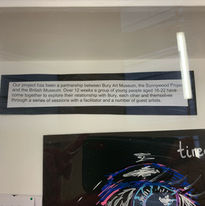 Our project has been a partnership between Bury Art Museum, the Sunnywood Project
and the British Museum. Over 12 weeks a group of young people aged 16-22 have
come together to explore their relationship with Bury, each other and themselves
through a series of sessions with a facilitator and a number of guest artists.
time